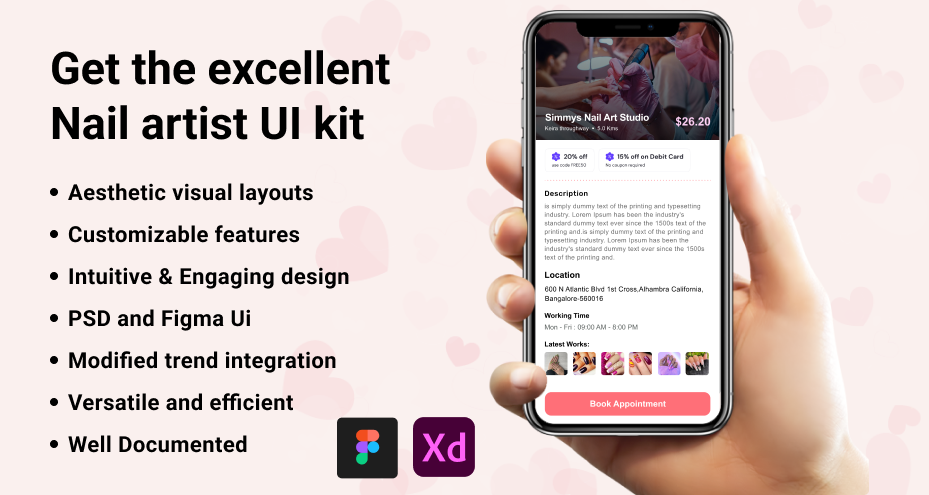 Get the excellent
Nail artist UI kit
Aesthetic visual layouts
Customizable features
Intuitive & Engaging design
PSD and Figma Ui
Modified trend integration
Versatile and efficient
Well Documented
Xd
Simmys Nail Art Studio
$26.20
Keira throughway • 5.0 Kms
20% off
use code FREE50
15% off on Debit Card
No coupon required
Description
is simply dummy text of the printing and typesetting
industry. Lorem Ipsum has been the industry's
standard dummy text ever since the 1500s
printing and.is simply dummy text of the printing and
typesetting industry. Lorem Ipsum has been the
industry's standard dummy text ever since the 1500s
text of the printing and.
Location
600 N Atlantic Blvd 1st Cross,Alhambra California,
Bangalore-560016
Working Time
Mon - Fri : 09:00 AM - 8:00 PM
Latest Works:
Book Appointment